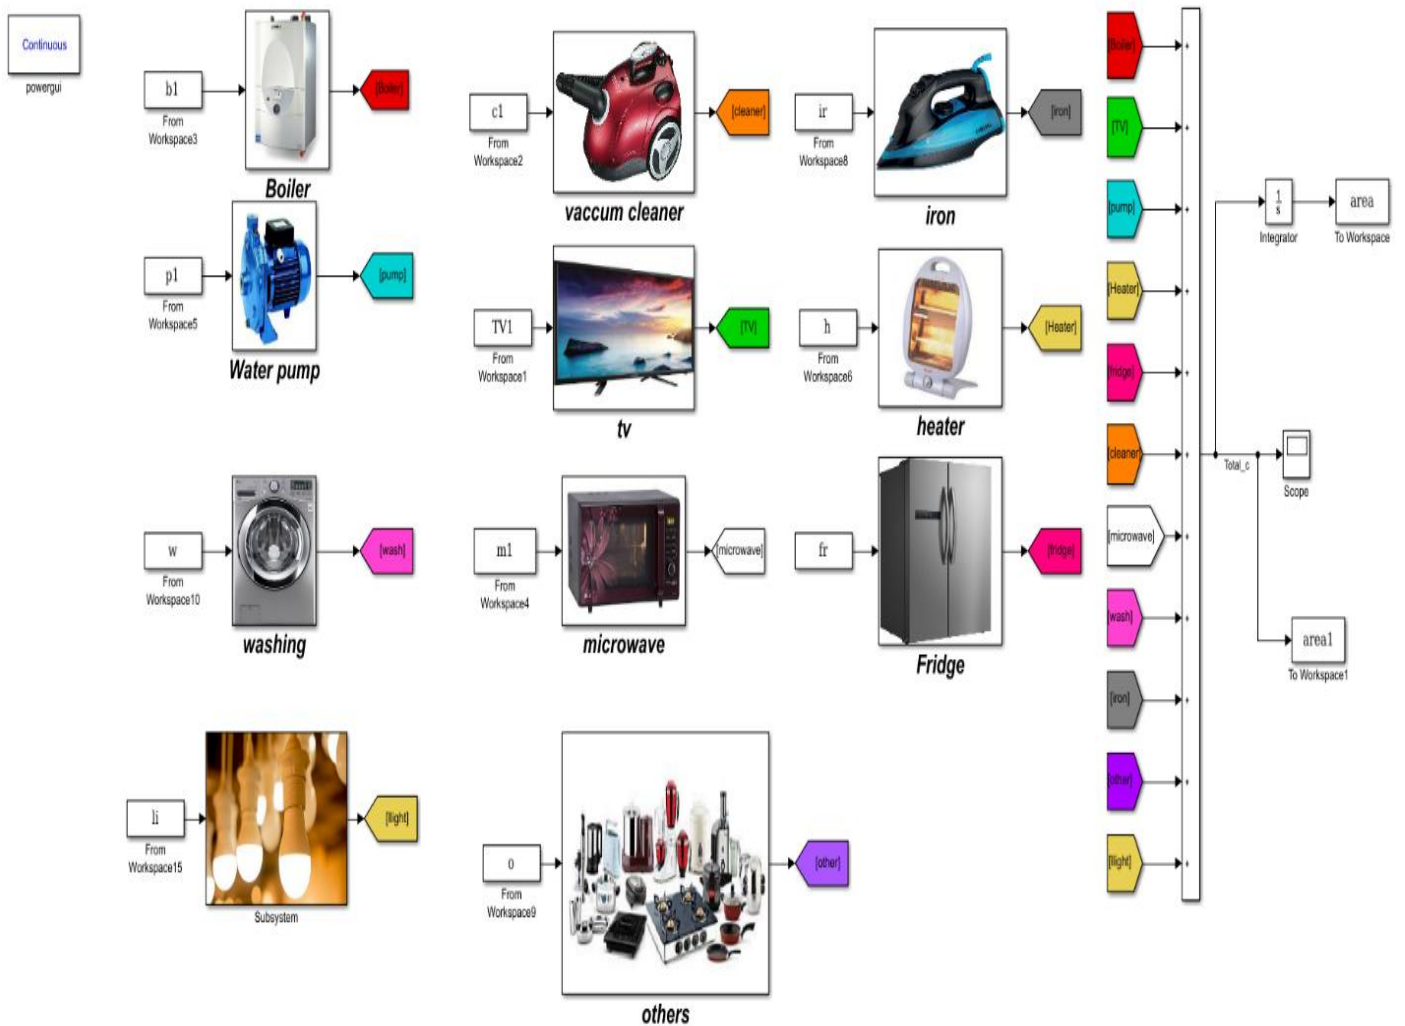 Continuous
powergui
b1
From
Workspace3
Boiler
[Boiler]
c1
From
Workspace2
vaccum cleaner
[cleaner]
ir
From
Workspace8
iron
[iron]
p1
From
Workspace5
Water pump
[pump]
TV1
From
Workspace1
tv
[TV]
h
From
Workspace6
heater
[Heater]
w
From
Workspace10
washing
[wash]
m1
From
Workspace4
microwave
[microwave]
fr
Fridge
[fridge]
li
From
Workspace15
Subsystem
[llight]
o
From
Workspace9
others
[other]
[Boiler]
+
[TV]
+
[pump]
+
[Heater]
+
[fridge]
+
[cleaner]
+
[microwave]
+
[wash]
+
[iron]
+
[other]
+
[llight]
+
1
s
Integrator
area
To Workspace
Total_c
Scope
area1
To Workspace1